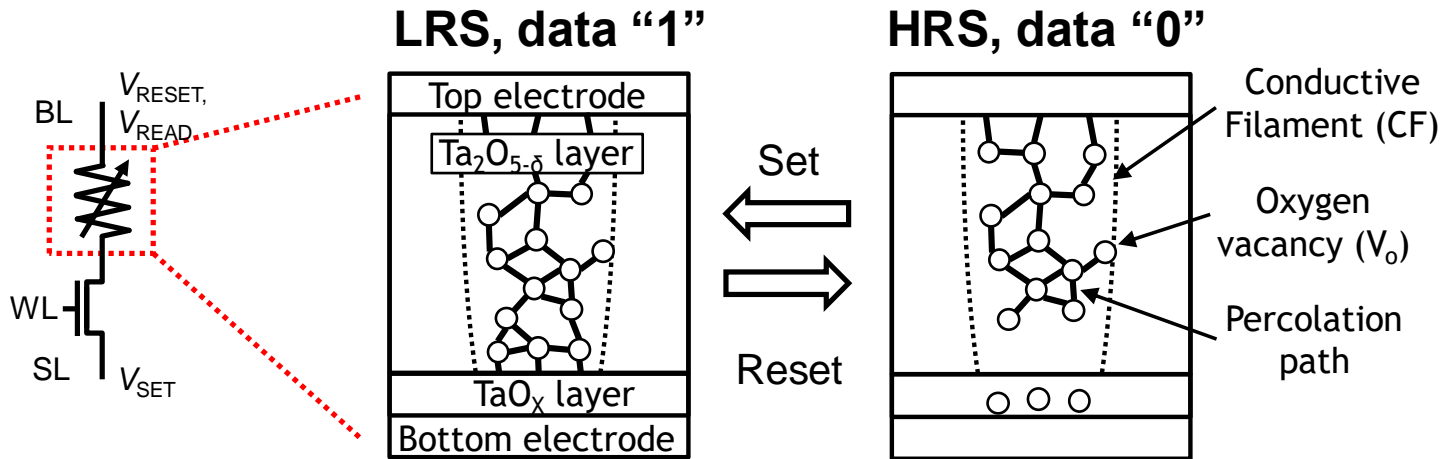 LRS, data “1”
HRS, data “0”
BL
V_RESET,
V_READ
WL
SL
V_SET
Top electrode
Ta₂O₅₋δ layer
TaO_X layer
Bottom electrode
Set
Reset
Conductive
Filament (CF)
Oxygen
vacancy (V_o)
Percolation
path